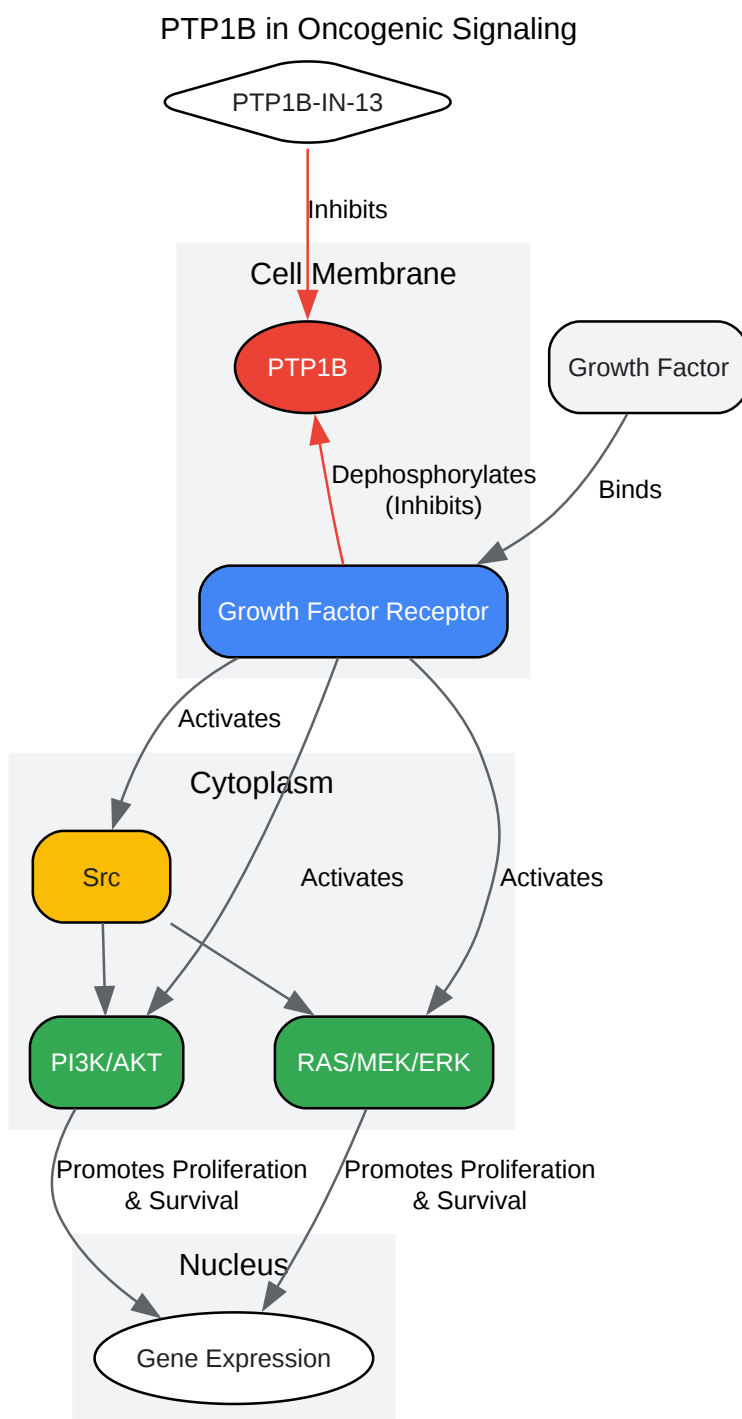 PTP1B in Oncogenic Signaling
PTP1B-IN-13
Inhibits
Cell Membrane
PTP1B
Growth Factor
Dephosphorylates
(Inhibits)
Binds
Growth Factor Receptor
Activates
Cytoplasm
Src
Activates
Activates
PI3K/AKT
RAS/MEK/ERK
Promotes Proliferation
& Survival
Promotes Proliferation
& Survival
Nucleus
Gene Expression